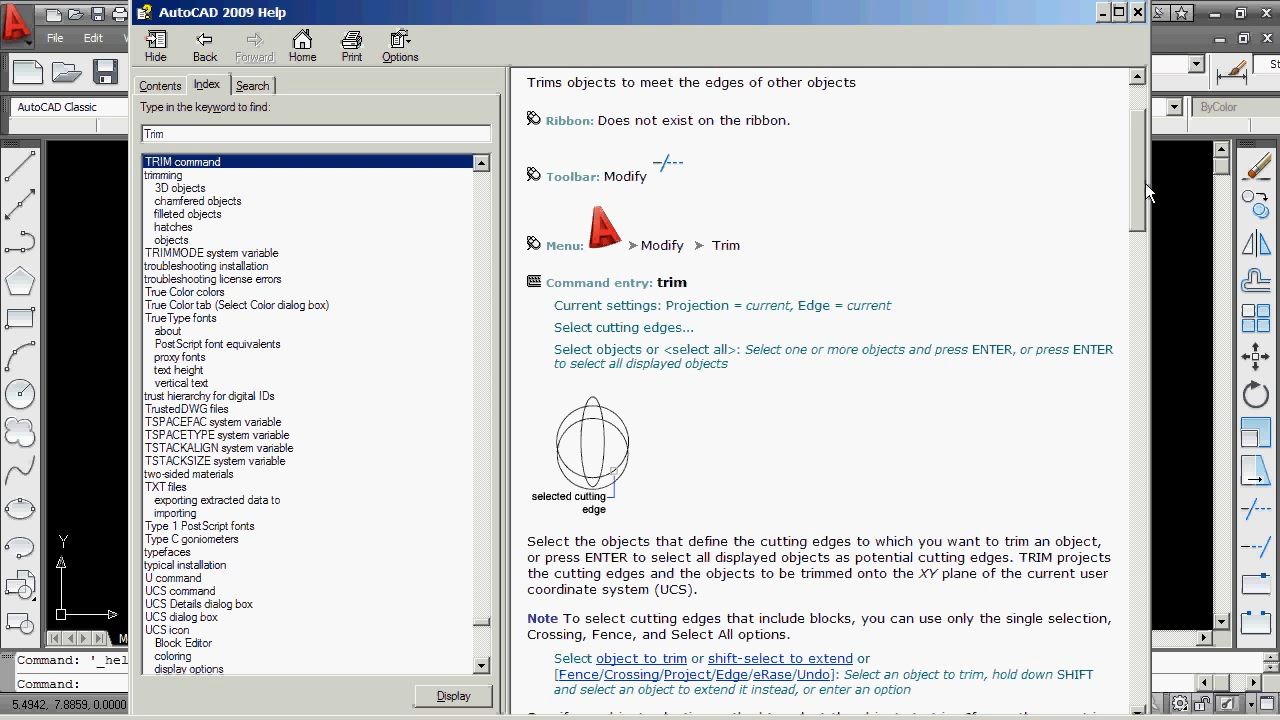 AutoCAD 2009 Help
File Edit
Hide Back Forward Home Print Options
Contents Index Search
AutoCAD Classic
ByColor
Type in the keyword to find:
Trim
TRIM command
trimming
3D objects
chamfered objects
filleted objects
hatches
objects
TRIMMODE system variable
troubleshooting installation
troubleshooting license errors
True Color colors
True Color tab (Select Color dialog box)
TrueType fonts
about
PostScript font equivalents
proxy fonts
text height
vertical text
trust hierarchy for digital IDs
TrustedDWG files
TSPACEFAC system variable
TSPACETYPE system variable
TSTACKALIGN system variable
TSTACKSIZE system variable
two-sided materials
TXT files
exporting extracted data to
importing
Type 1 PostScript fonts
Type C goniometers
typefaces
typical installation
U command
UCS command
UCS Details dialog box
UCS dialog box
UCS icon
Block Editor
coloring
display options
Display
Trims objects to meet the edges of other objects
Ribbon: Does not exist on the ribbon.
Toolbar: Modify
Menu: Modify Trim
Command entry: trim
Current settings: Projection = current, Edge = current
Select cutting edges...
Select objects or <select all>: Select one or more objects and press ENTER, or press ENTER
to select all displayed objects
selected cutting
edge
Select the objects that define the cutting edges to which you want to trim an object,
or press ENTER to select all displayed objects as potential cutting edges. TRIM projects
the cutting edges and the objects to be trimmed onto the XY plane of the current user
coordinate system (UCS).
Note To select cutting edges that include blocks, you can use only the single selection,
Crossing, Fence, and Select All options.
Select object to trim or shift-select to extend or
[Fence/Crossing/Project/Edge/eRase/Undo]: Select an object to trim, hold down SHIFT
and select an object to extend it instead, or enter an option
Y
Command: '_hel
Command:
5.4942, 7.8859, 0.0000